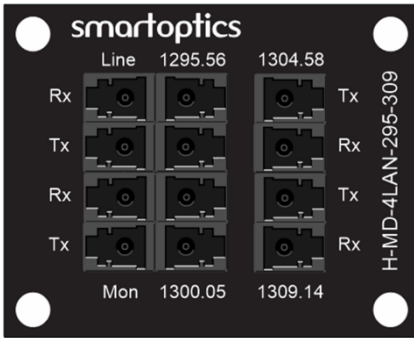 smartoptics
Line 1295.56 1304.58
Rx Tx
Tx Rx
Rx Tx
Tx Rx
Mon 1300.05 1309.14
H-MD-4LAN-295-309